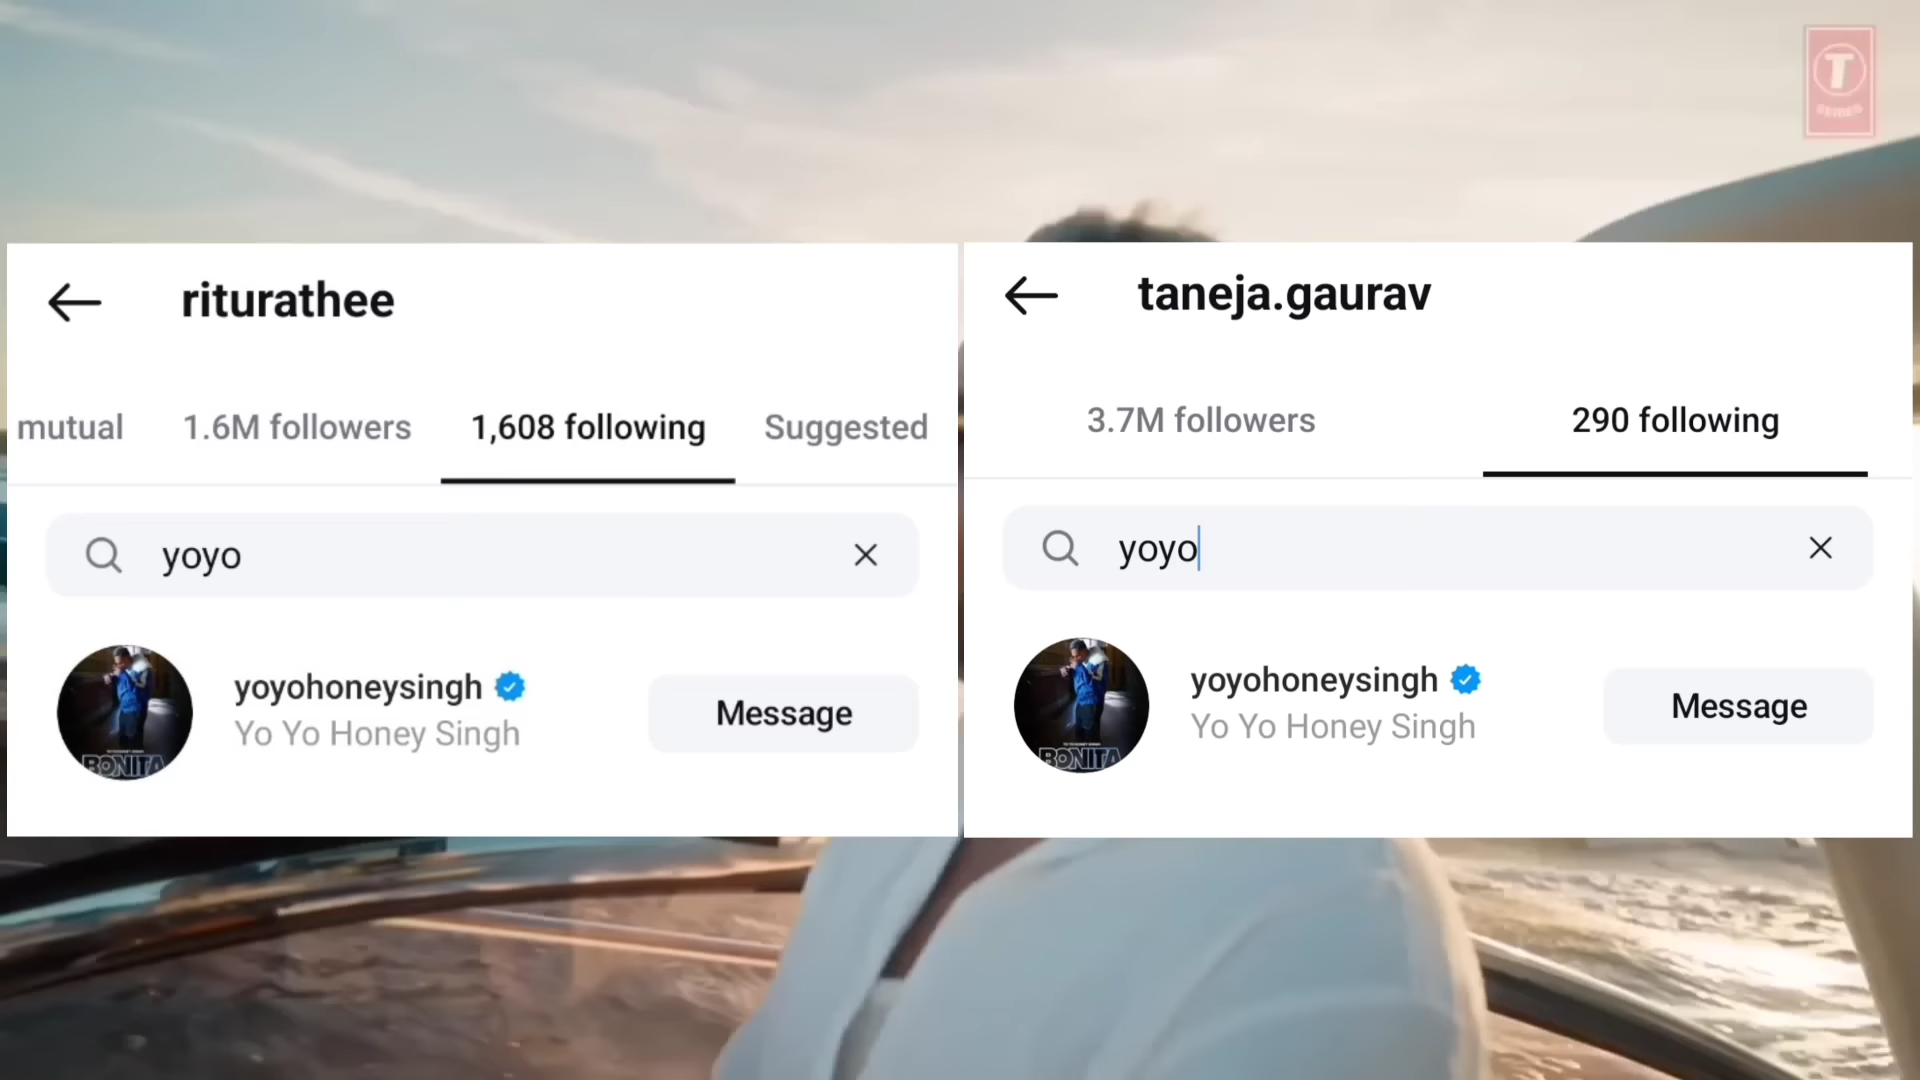 T
SERIES
riturathee
mutual 1.6M followers 1,608 following Suggested
yoyo
yoyohoneysingh
Yo Yo Honey Singh
Message
BONITA
taneja.gaurav
3.7M followers 290 following
yoyo
yoyohoneysingh
Yo Yo Honey Singh
Message
BONITA